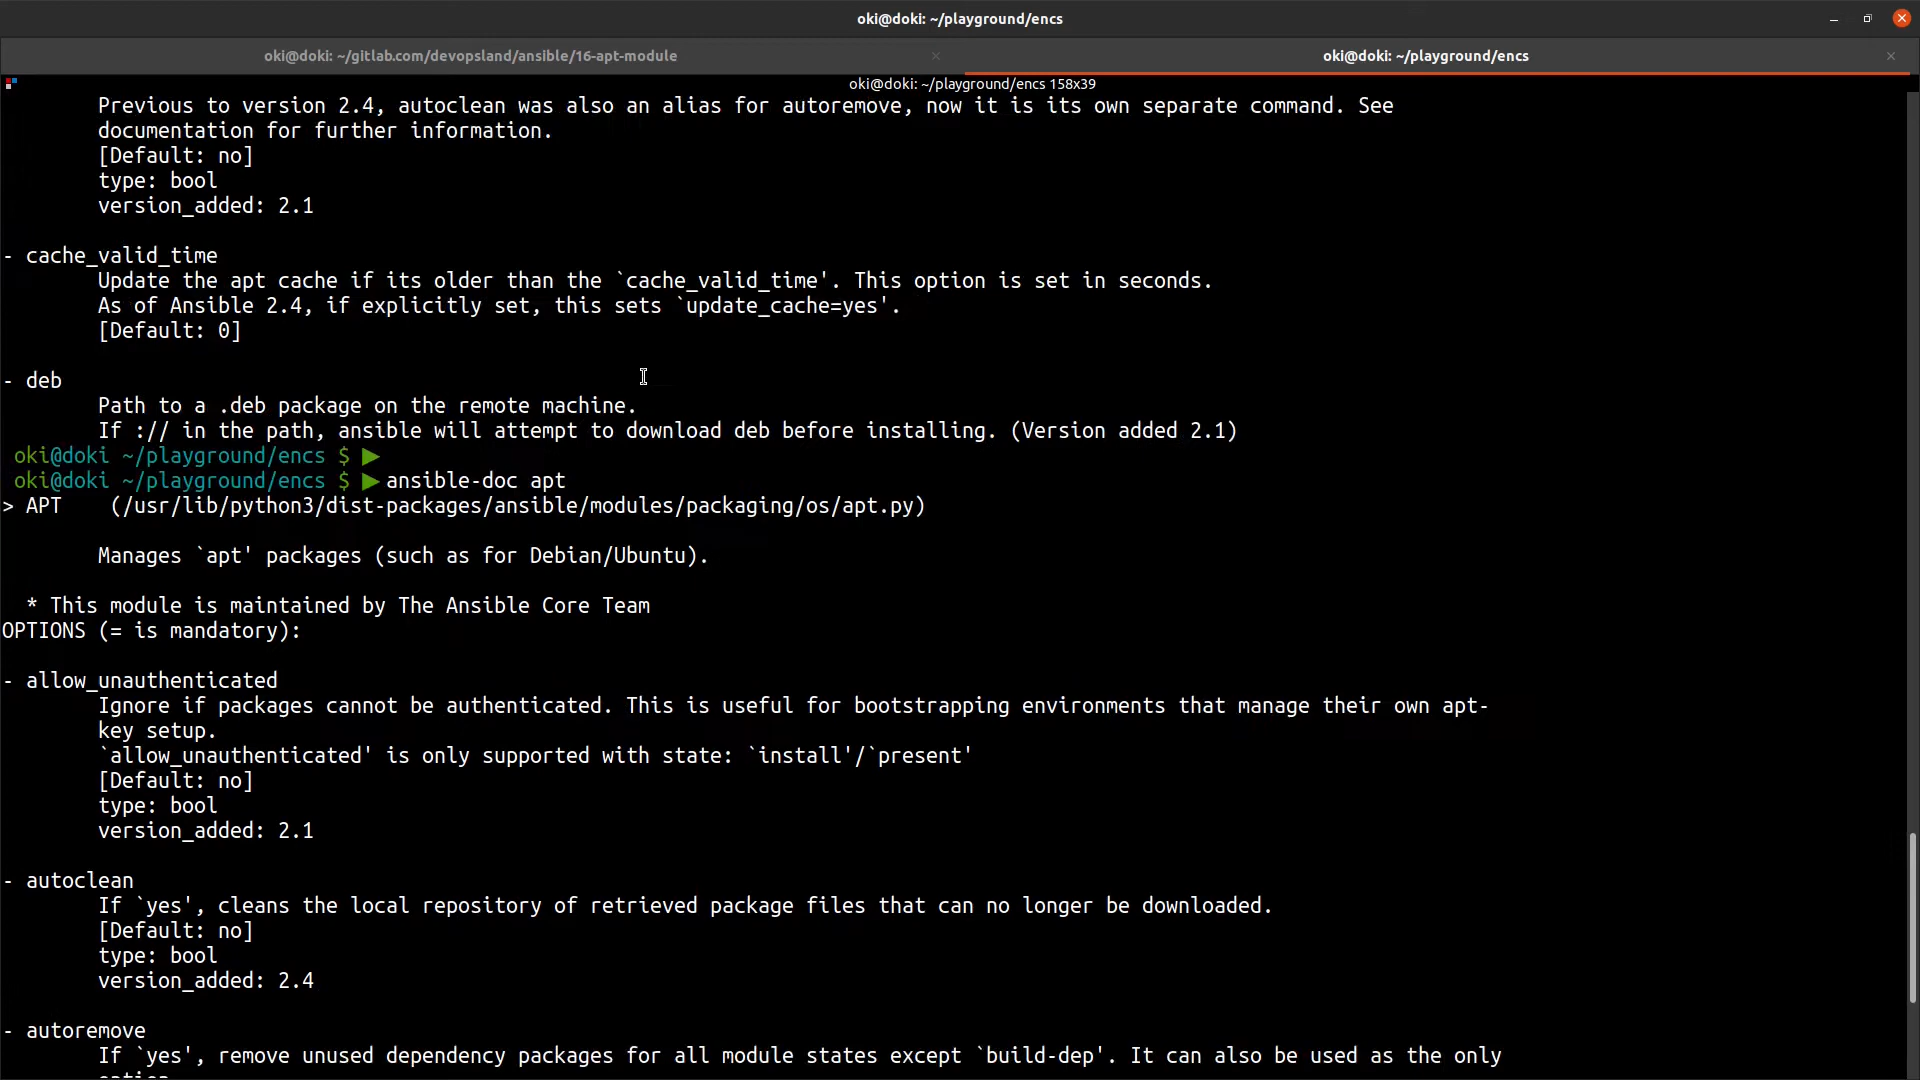 oki@doki: ~/playground/encs
oki@doki: ~/gitlab.com/devopsland/ansible/16-apt-module
oki@doki: ~/playground/encs
oki@doki: ~/playground/encs 158x39
Previous to version 2.4, autoclean was also an alias for autoremove, now it is its own separate command. See
documentation for further information.
[Default: no]
type: bool
version_added: 2.1
- cache_valid_time
Update the apt cache if its older than the `cache_valid_time'. This option is set in seconds.
As of Ansible 2.4, if explicitly set, this sets `update_cache=yes'.
[Default: 0]
- deb
Path to a .deb package on the remote machine.
If :// in the path, ansible will attempt to download deb before installing. (Version added 2.1)
oki@doki ~/playground/encs $ ▶
oki@doki ~/playground/encs $ ▶ansible-doc apt
> APT    (/usr/lib/python3/dist-packages/ansible/modules/packaging/os/apt.py)
Manages `apt' packages (such as for Debian/Ubuntu).
* This module is maintained by The Ansible Core Team
OPTIONS (= is mandatory):
- allow_unauthenticated
Ignore if packages cannot be authenticated. This is useful for bootstrapping environments that manage their own apt-
key setup.
`allow_unauthenticated' is only supported with state: `install'/`present'
[Default: no]
type: bool
version_added: 2.1
- autoclean
If `yes', cleans the local repository of retrieved package files that can no longer be downloaded.
[Default: no]
type: bool
version_added: 2.4
- autoremove
If `yes', remove unused dependency packages for all module states except `build-dep'. It can also be used as the only